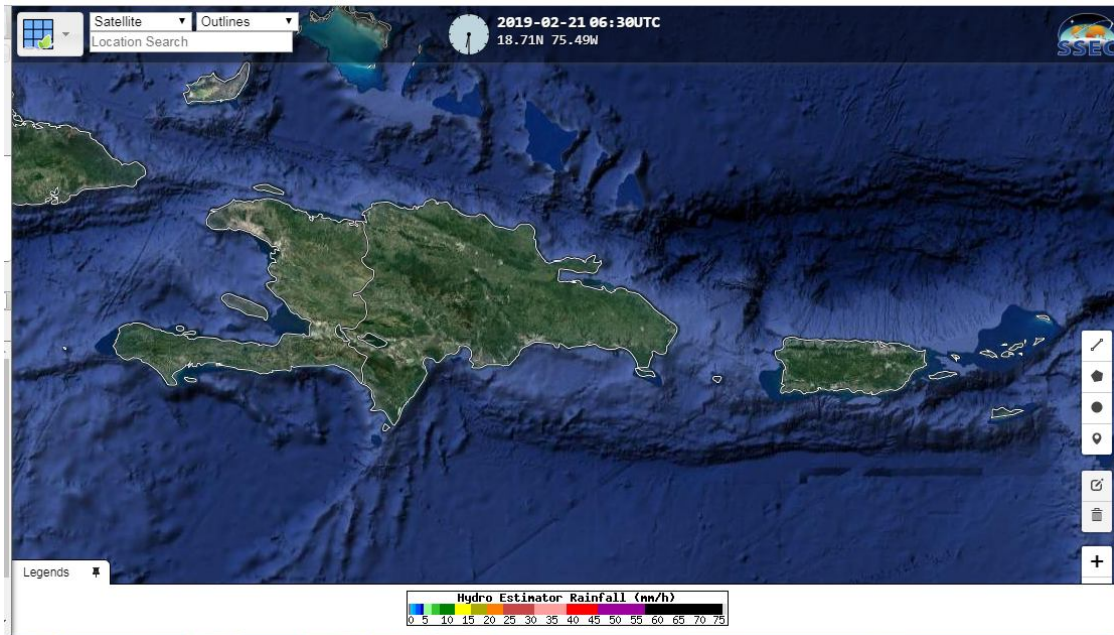 Satellite Outlines
Location Search
2019-02-21 06:30UTC
18.71N 75.49W
SSEC
Legends
Hydro Estimator Rainfall (mm/h)
0 5 10 15 20 25 30 35 40 45 50 55 60 65 70 75